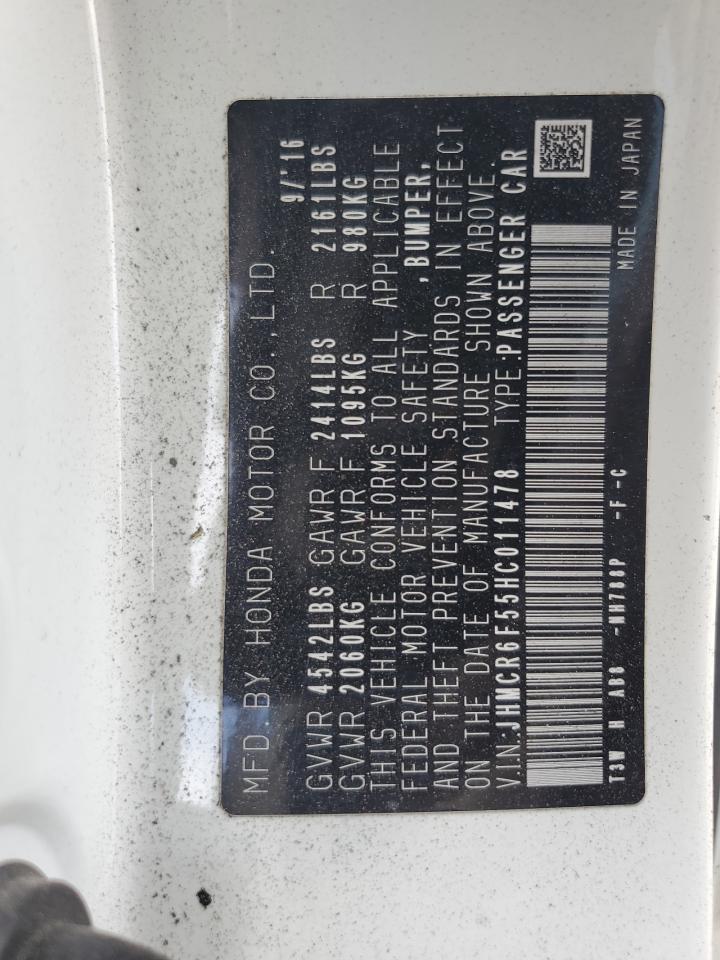 MFD BY HONDA MOTOR CO., LTD. 9/'16
GVWR 4542LBS GAWR F 2414LBS R 2161LBS
GVWR 2060KG GAWR F 1095KG R 980KG
THIS VEHICLE CONFORMS TO ALL APPLICABLE
FEDERAL MOTOR VEHICLE SAFETY ,BUMPER,
AND THEFT PREVENTION STANDARDS IN EFFECT
ON THE DATE OF MANUFACTURE SHOWN ABOVE.
V.I.N:JHMCR6F55HC011478 TYPE:PASSENGER CAR
T3W H AB8 -NH788P -F -C MADE IN JAPAN